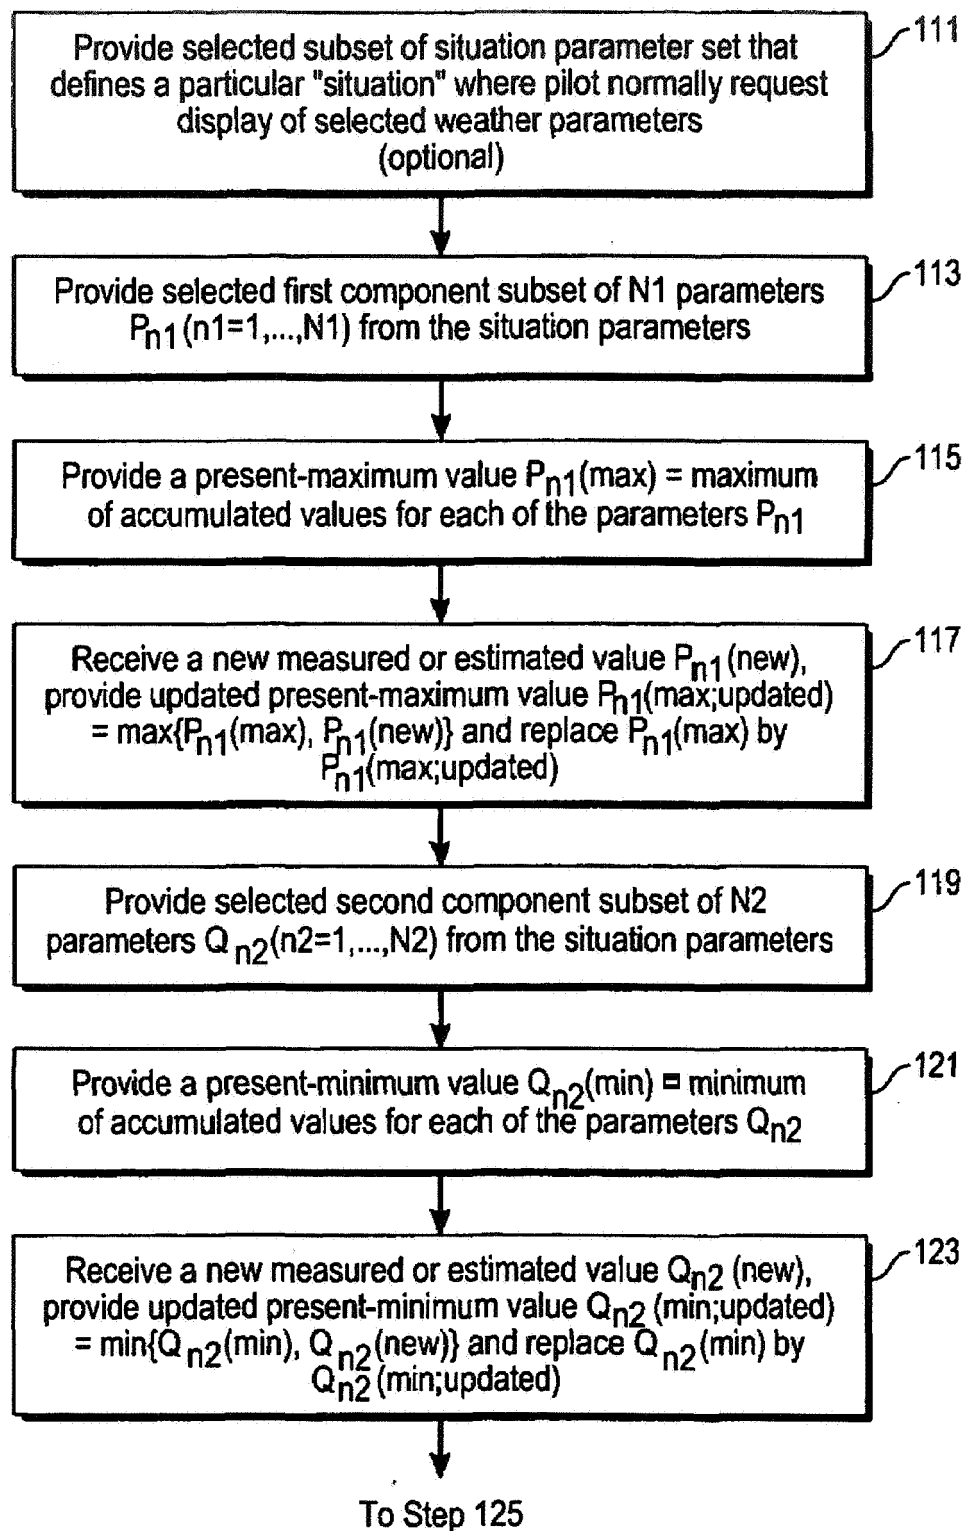 Provide selected subset of situation parameter set that
defines a particular "situation" where pilot normally request
display of selected weather parameters
(optional)
111
Provide selected first component subset of N1 parameters
Pn1(n1=1,...,N1) from the situation parameters
113
Provide a present-maximum value Pn1(max) = maximum
of accumulated values for each of the parameters Pn1
115
Receive a new measured or estimated value Pn1(new),
provide updated present-maximum value Pn1(max;updated)
= max{Pn1(max), Pn1(new)} and replace Pn1(max) by
Pn1(max;updated)
117
Provide selected second component subset of N2
parameters Qn2(n2=1,...,N2) from the situation parameters
119
Provide a present-minimum value Qn2(min) = minimum
of accumulated values for each of the parameters Qn2
121
Receive a new measured or estimated value Qn2 (new),
provide updated present-minimum value Qn2 (min;updated)
= min{Qn2(min), Qn2(new)} and replace Qn2(min) by
Qn2(min;updated)
123
To Step 125